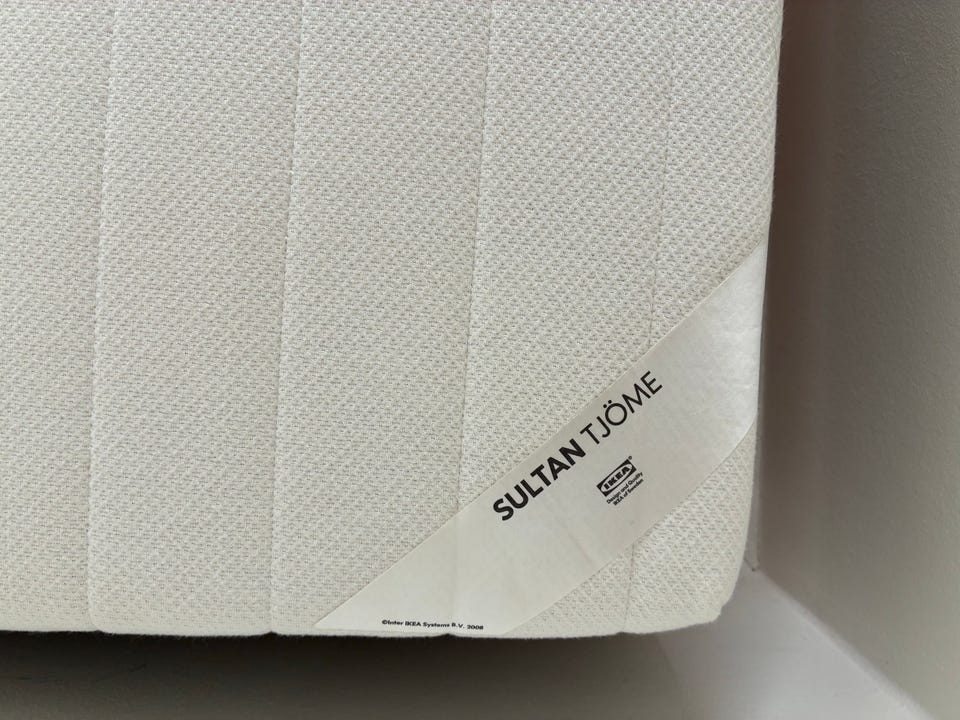 SULTAN TJÖME
IKEA®
Design and Quality
IKEA of Sweden
©Inter IKEA Systems B.V. 2008